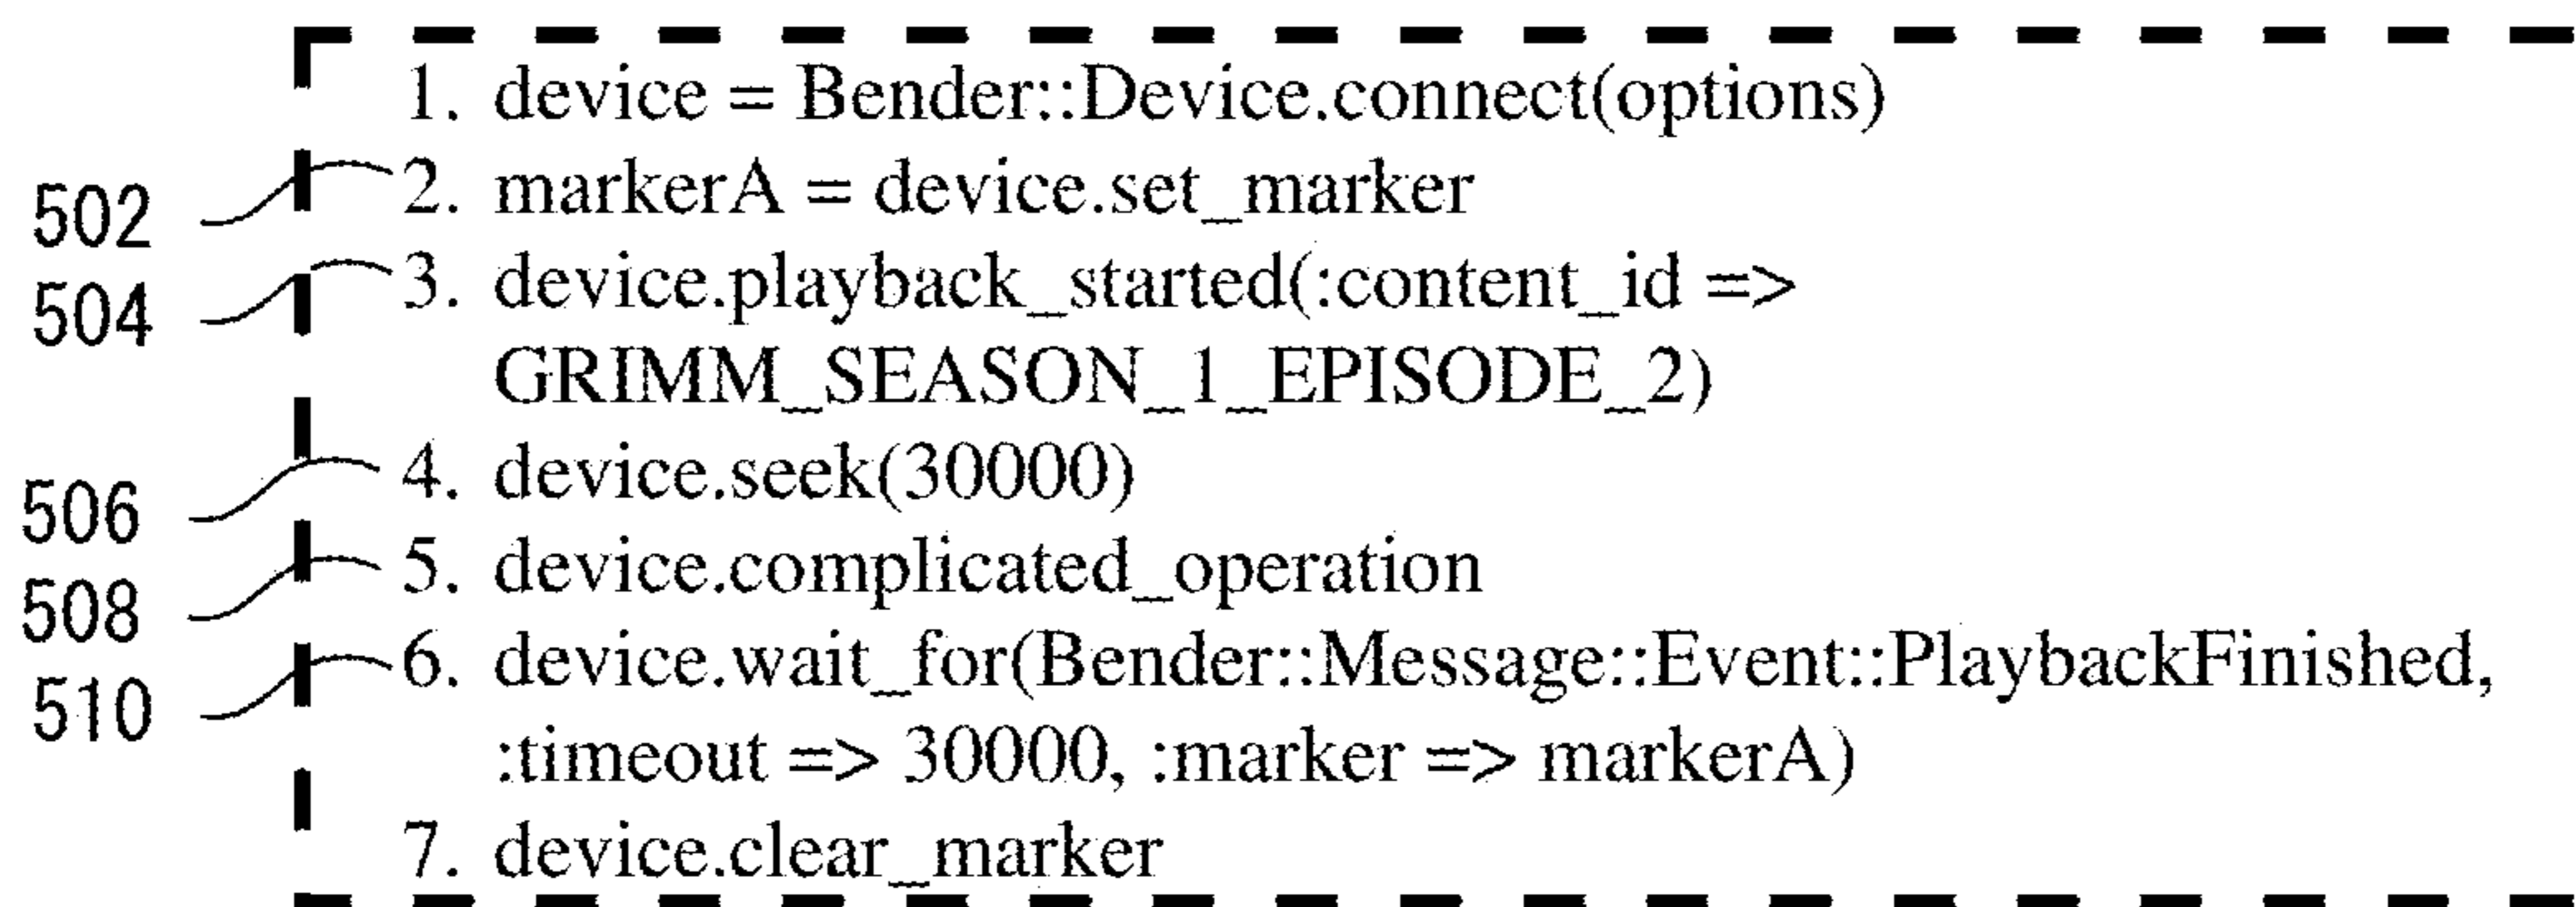 1. device = Bender::Device.connect(options)
502 2. markerA = device.set_marker
504 3. device.playback_started(:content_id =>
GRIMM_SEASON_1_EPISODE_2)
506 4. device.seek(30000)
508 5. device.complicated_operation
510 6. device.wait_for(Bender::Message::Event::PlaybackFinished,
:timeout => 30000, :marker => markerA)
7. device.clear_marker